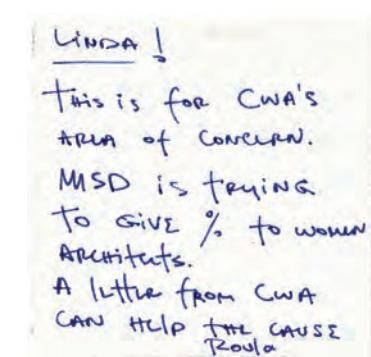 LINDA !
THIS IS FOR CWA'S
AREA OF CONCERN.
MSD IS TRYING
TO GIVE % TO WOMEN
ARCHITECTS.
A LETTER FROM CWA
CAN HELP THE CAUSE
Roula